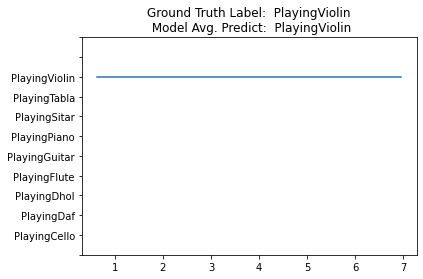 Ground Truth Label:  PlayingViolin
Model Avg. Predict:  PlayingViolin
PlayingViolin
PlayingTabla
PlayingSitar
PlayingPiano
PlayingGuitar
PlayingFlute
PlayingDhol
PlayingDaf
PlayingCello
1 2 3 4 5 6 7